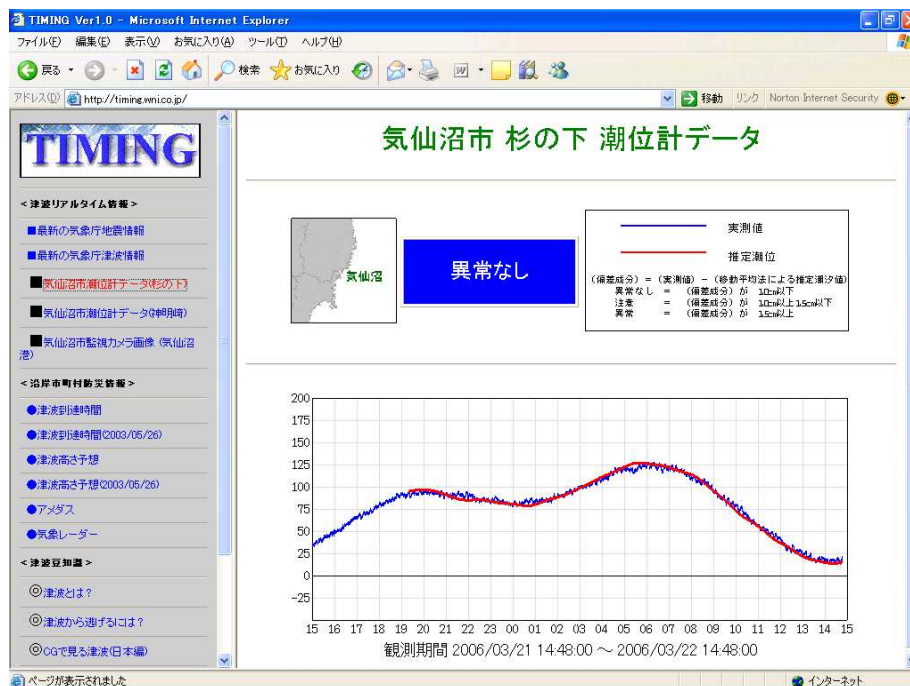 TIMING Ver1.0 - Microsoft Internet Explorer
ファイル(F) 編集(E) 表示(V) お気に入り(A) ツール(T) ヘルプ(H)
戻る 検索 お気に入り
アドレス(D) http://timing.wni.co.jp/ 移動 リンク Norton Internet Security
TIMING
<津波リアルタイム情報>
■最新の気象庁地震情報
■最新の気象庁津波情報
■気仙沼市潮位計データ(杉の下)
■気仙沼市潮位計データ(神明崎)
■気仙沼市監視カメラ画像 (気仙沼
港)
<沿岸市町村防災情報>
●津波到達時間
●津波到達時間(2003/05/26)
●津波高さ予想
●津波高さ予想(2003/05/26)
●アメダス
●気象レーダー
<津波豆知識>
◎津波とは?
◎津波から逃げるには?
◎CGで見る津波(日本編)
気仙沼市 杉の下 潮位計データ
気仙沼
異常なし
実測値
推定潮位
(偏差成分) = (実測値) - (移動平均法による推定潮汐値)
異常なし = (偏差成分) が 10cm以下
注意 = (偏差成分) が 10cm以上15cm以下
異常 = (偏差成分) が 15cm以上
200
175
150
125
100
75
50
25
0
-25
15 16 17 18 19 20 21 22 23 00 01 02 03 04 05 06 07 08 09 10 11 12 13 14 15
観測期間 2006/03/21 14:48:00 ~ 2006/03/22 14:48:00
ページが表示されました インターネット